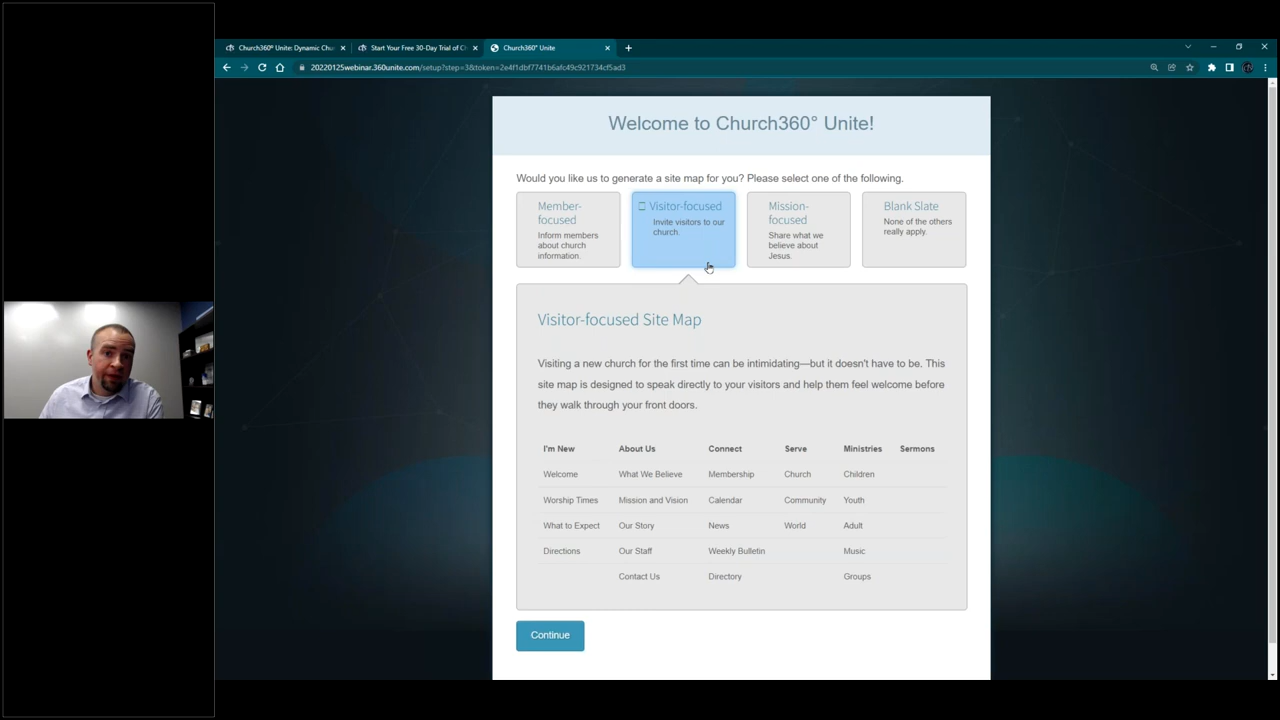 Church360° Unite: Dynamic Chu
Start Your Free 30-Day Trial of C
Church360° Unite
20220125webinar.360unite.com/setup?step=3&token=2e4f1dbf7741b6afc49c921734cf5ad3
Welcome to Church360° Unite!
Would you like us to generate a site map for you? Please select one of the following.
Member-
focused
Inform members
about church
information.
Visitor-focused
Invite visitors to our
church.
Mission-
focused
Share what we
believe about
Jesus.
Blank Slate
None of the others
really apply.
Visitor-focused Site Map
Visiting a new church for the first time can be intimidating—but it doesn't have to be. This
site map is designed to speak directly to your visitors and help them feel welcome before
they walk through your front doors.
I'm New About Us Connect Serve Ministries Sermons
Welcome What We Believe Membership Church Children
Worship Times Mission and Vision Calendar Community Youth
What to Expect Our Story News World Adult
Directions Our Staff Weekly Bulletin Music
Contact Us Directory Groups
Continue